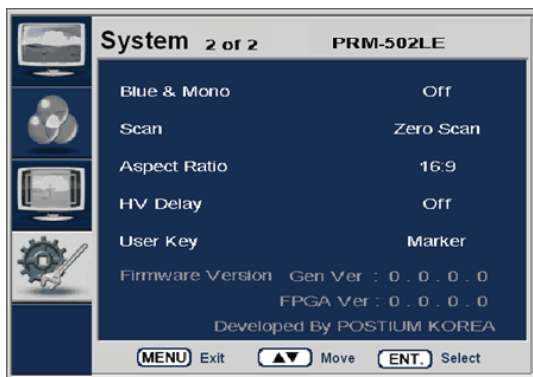 System 2 of 2 PRM-502LE
Blue & Mono Off
Scan Zero Scan
Aspect Ratio 16:9
HV Delay Off
User Key Marker
Firmware Version Gen Ver : 0 . 0 . 0 . 0
FPGA Ver : 0 . 0 . 0 . 0
Developed By POSTIUM KOREA
MENU Exit ▲▼ Move ENT. Select